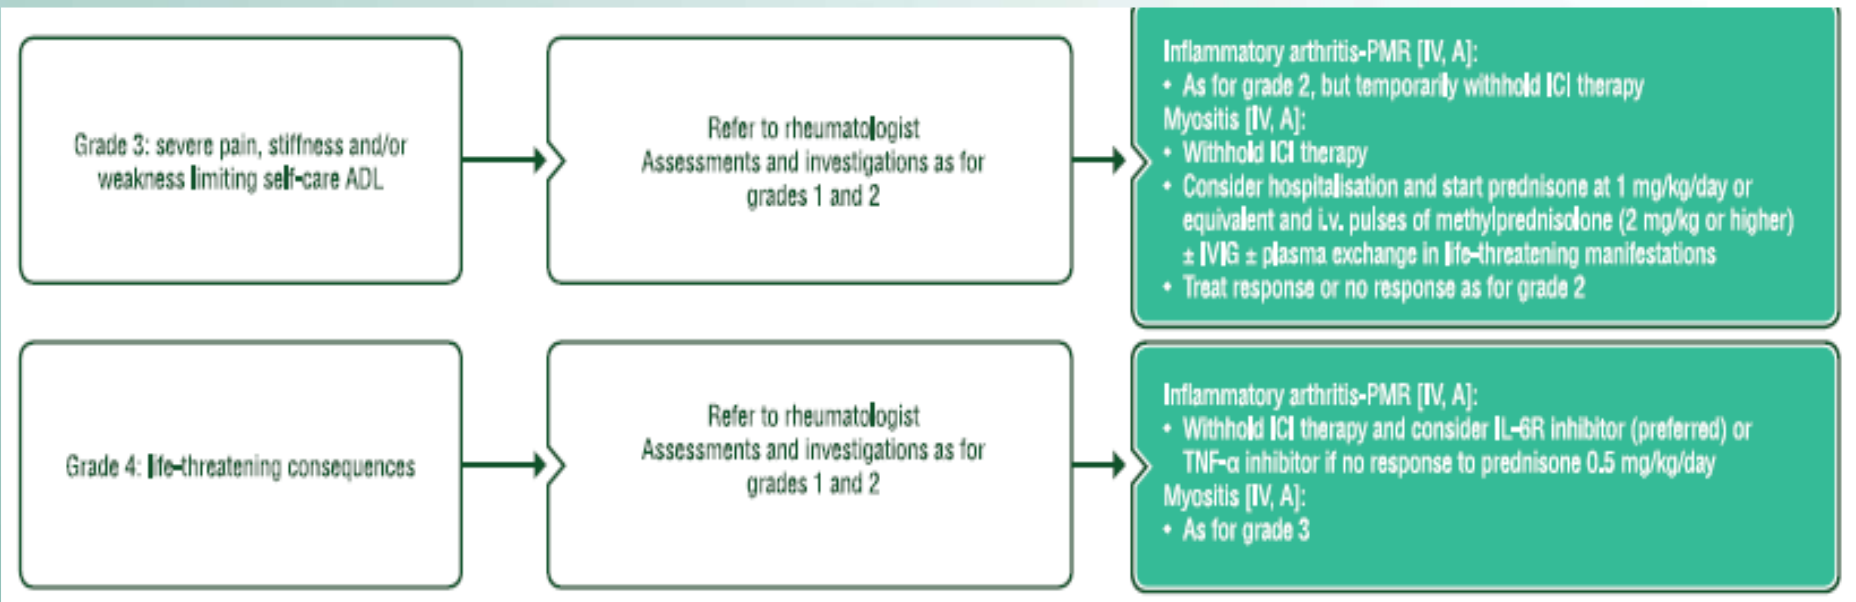 Grade 3: severe pain, stiffness and/or
weakness limiting self-care ADL
Refer to rheumatologist
Assessments and investigations as for
grades 1 and 2
Inflammatory arthritis-PMR [IV, A]:
• As for grade 2, but temporarily withhold ICI therapy
Myositis [IV, A]:
• Withhold ICI therapy
• Consider hospitalisation and start prednisone at 1 mg/kg/day or
equivalent and i.v. pulses of methylprednisolone (2 mg/kg or higher)
± IVIG ± plasma exchange in life-threatening manifestations
• Treat response or no response as for grade 2
Grade 4: life-threatening consequences
Refer to rheumatologist
Assessments and investigations as for
grades 1 and 2
Inflammatory arthritis-PMR [IV, A]:
• Withhold ICI therapy and consider IL-6R inhibitor (preferred) or
TNF-α inhibitor if no response to prednisone 0.5 mg/kg/day
Myositis [IV, A]:
• As for grade 3